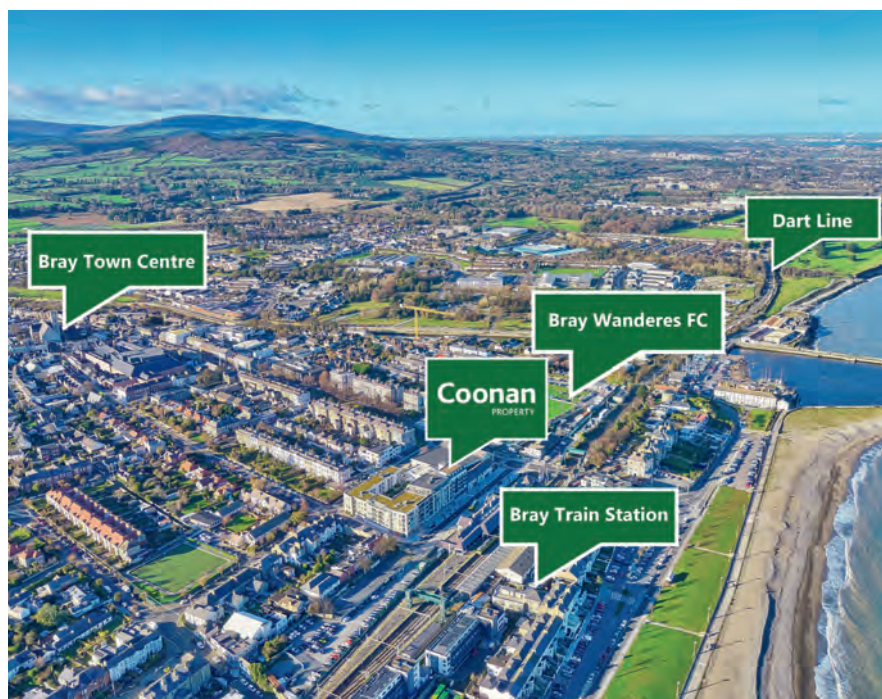 Dart Line
Bray Town Centre
Bray Wanderes FC
Coonan
PROPERTY
Bray Train Station